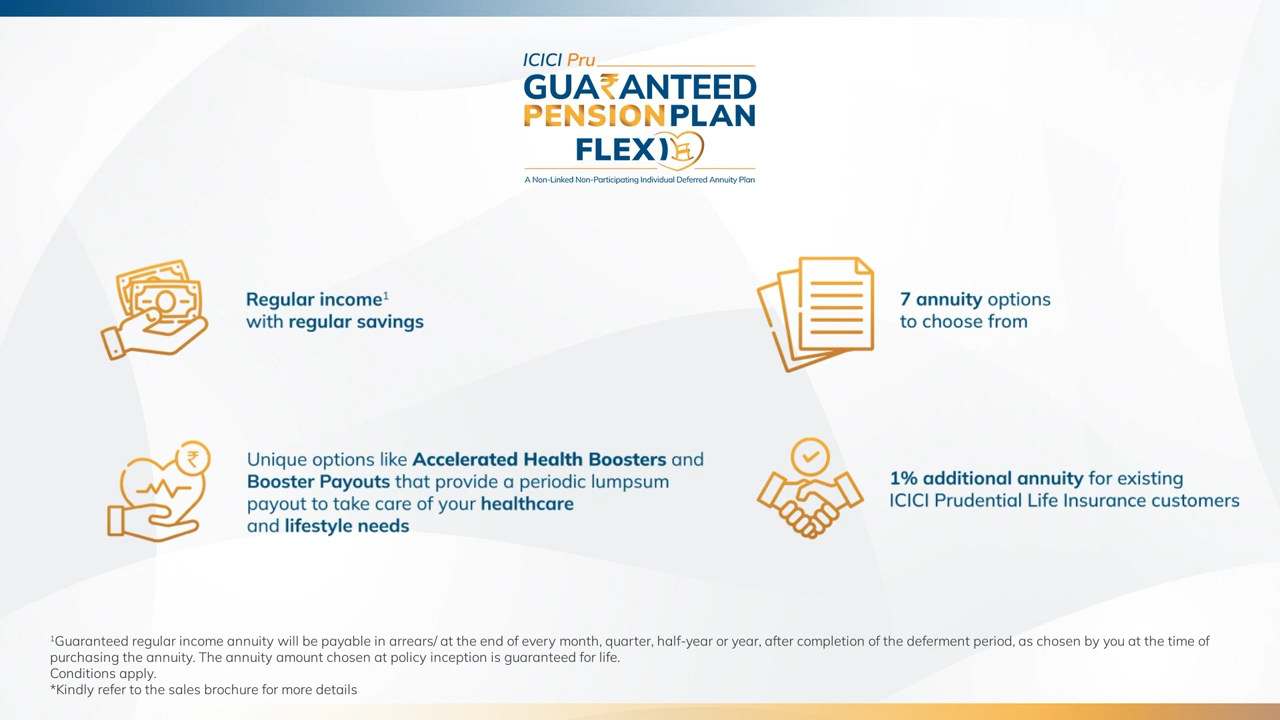 ICICI Pru
GUA₹ANTEED
PENSION PLAN
FLEXI
A Non-Linked Non-Participating Individual Deferred Annuity Plan
Regular income¹
with regular savings
7 annuity options
to choose from
₹
Unique options like Accelerated Health Boosters and
Booster Payouts that provide a periodic lumpsum
payout to take care of your healthcare
and lifestyle needs
1% additional annuity for existing
ICICI Prudential Life Insurance customers
¹Guaranteed regular income annuity will be payable in arrears/ at the end of every month, quarter, half-year or year, after completion of the deferment period, as chosen by you at the time of
purchasing the annuity. The annuity amount chosen at policy inception is guaranteed for life.
Conditions apply.
*Kindly refer to the sales brochure for more details